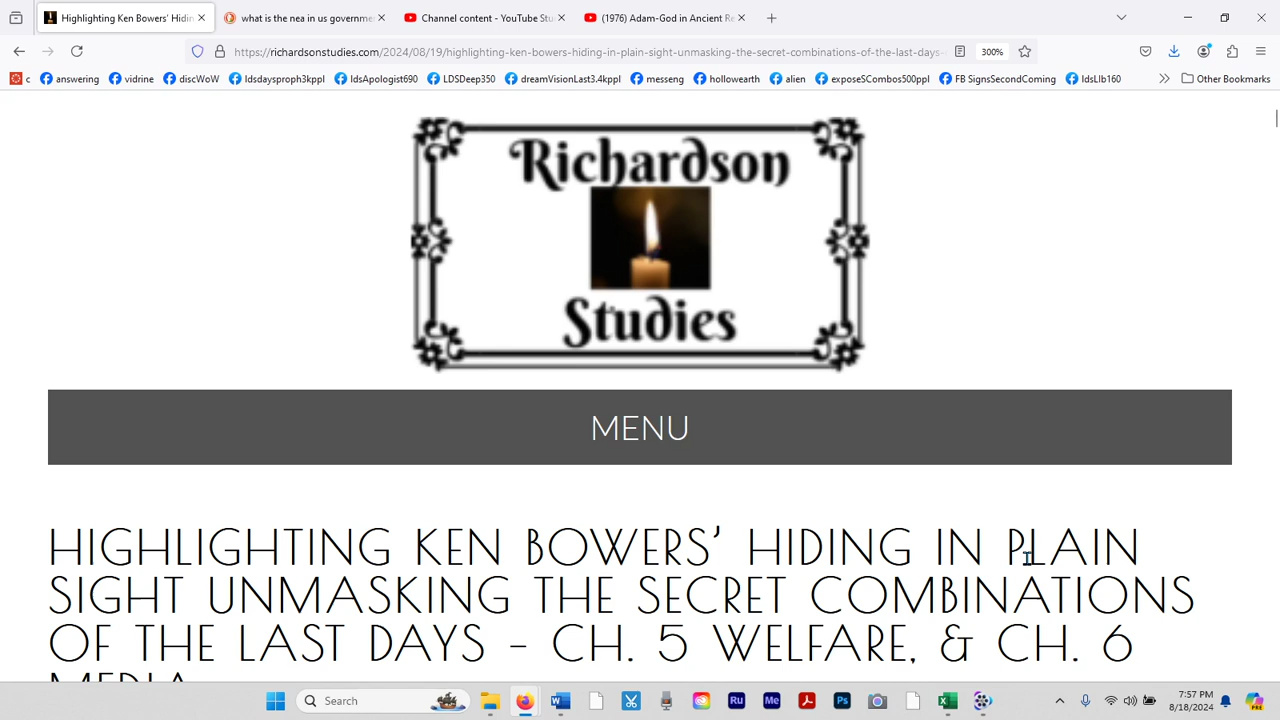 Highlighting Ken Bowers' Hidin
what is the nea in us governme
Channel content - YouTube Stu
(1976) Adam-God in Ancient Re
https://richardsonstudies.com/2024/08/19/highlighting-ken-bowers-hiding-in-plain-sight-unmasking-the-secret-combinations-of-the-last-days-
300%
c
answering
vidrine
discWoW
ldsdaysproph3kppl
ldsApologist690
LDSDeep350
dreamVisionLast3.4kppl
messeng
hollowearth
alien
exposeSCombos500ppl
FB SignsSecondComing
ldsLIb160
Other Bookmarks
Richardson
Studies
MENU
HIGHLIGHTING KEN BOWERS' HIDING IN PLAIN
SIGHT UNMASKING THE SECRET COMBINATIONS
OF THE LAST DAYS – CH. 5 WELFARE, & CH. 6
MEDIA
Search
7:57 PM
8/18/2024